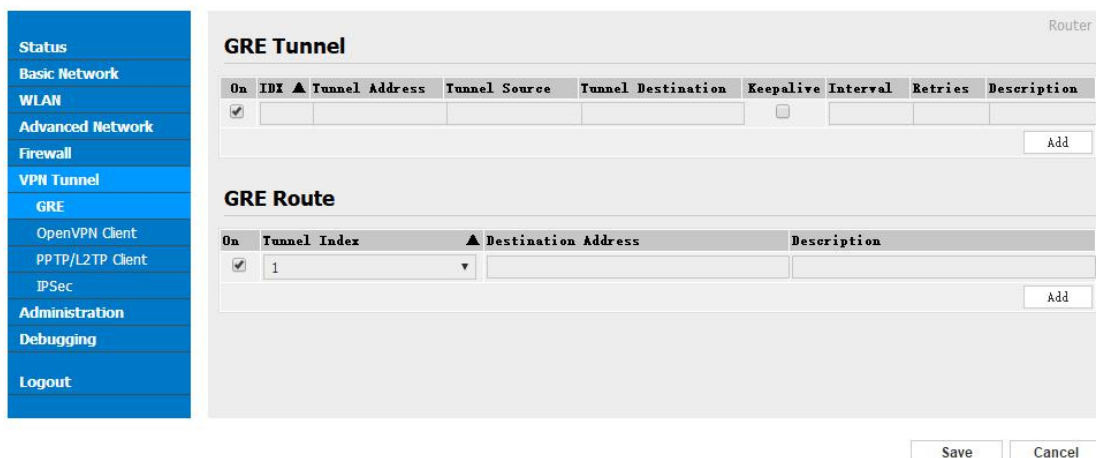 Router
Status
Basic Network
WLAN
Advanced Network
Firewall
VPN Tunnel
GRE
OpenVPN Client
PPTP/L2TP Client
IPSec
Administration
Debugging
Logout
GRE Tunnel
On IDX ▲ Tunnel Address Tunnel Source Tunnel Destination Keepalive Interval Retries Description
Add
GRE Route
On Tunnel Index ▲ Destination Address Description
1
Add
Save Cancel